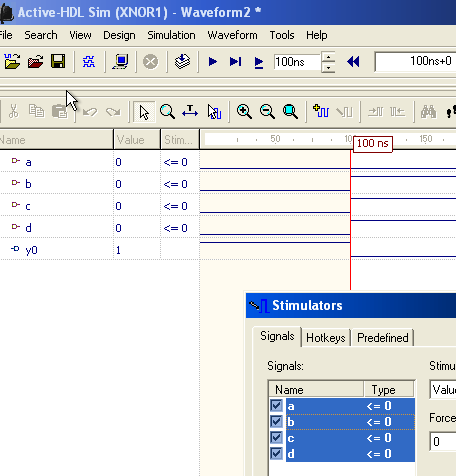 Active-HDL Sim (XNOR1) - Waveform2 *
File Search View Design Simulation Waveform Tools Help
100ns 100ns+0
Name Value Stim...
50 150
100 ns
a 0 <= 0
b 0 <= 0
c 0 <= 0
d 0 <= 0
y0 1
Stimulators
Signals Hotkeys Predefined
Signals:
Name Type
a <= 0
b <= 0
c <= 0
d <= 0
Force
0